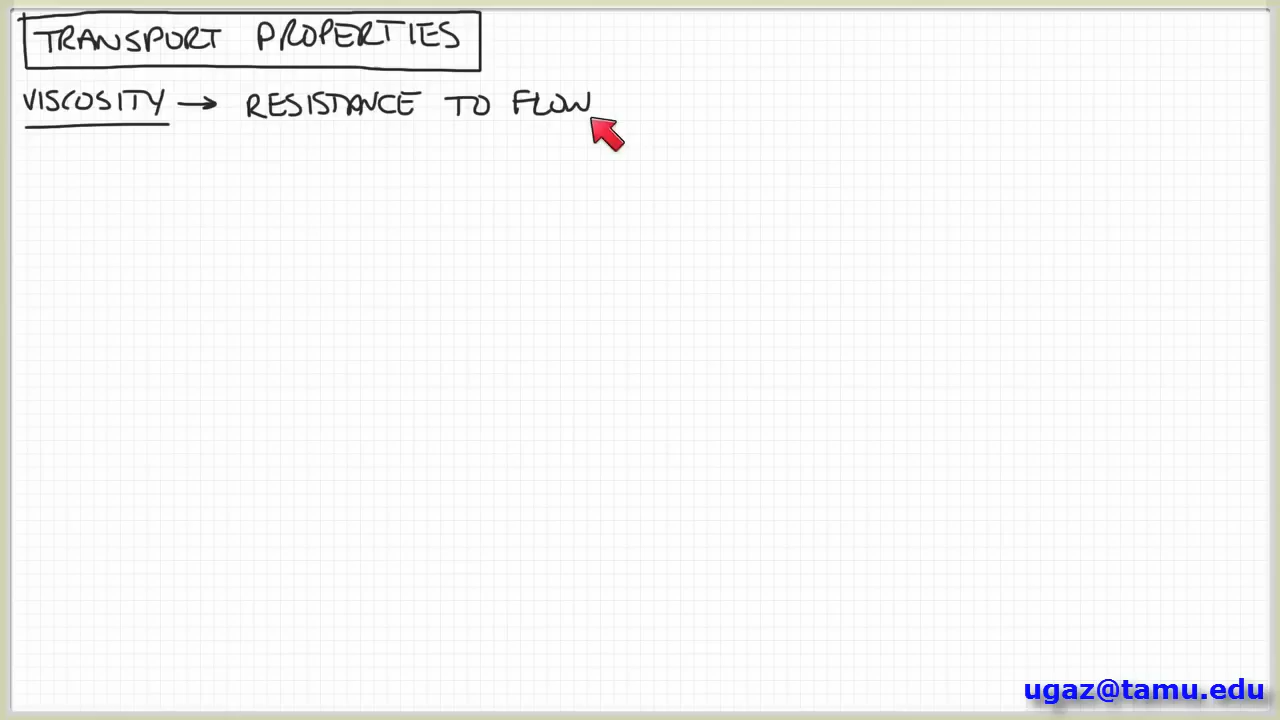 TRANSPORT PROPERTIES
VISCOSITY → RESISTANCE TO FLOW
ugaz@tamu.edu